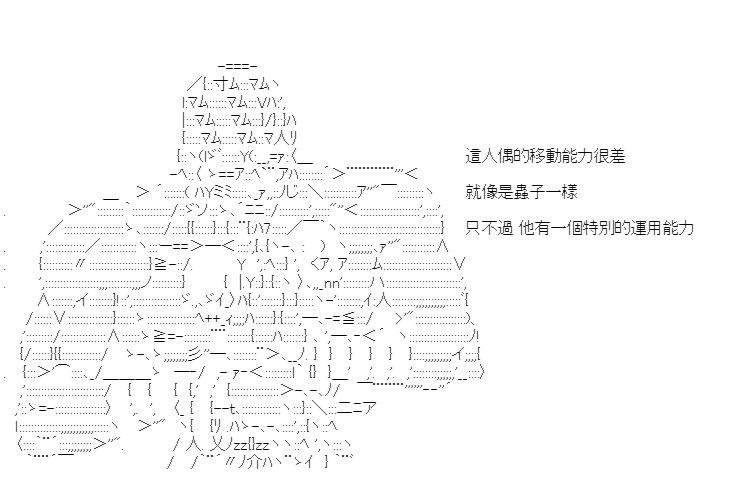 這人偶的移動能力很差
就像是蟲子一樣
只不過 他有一個特別的運用能力